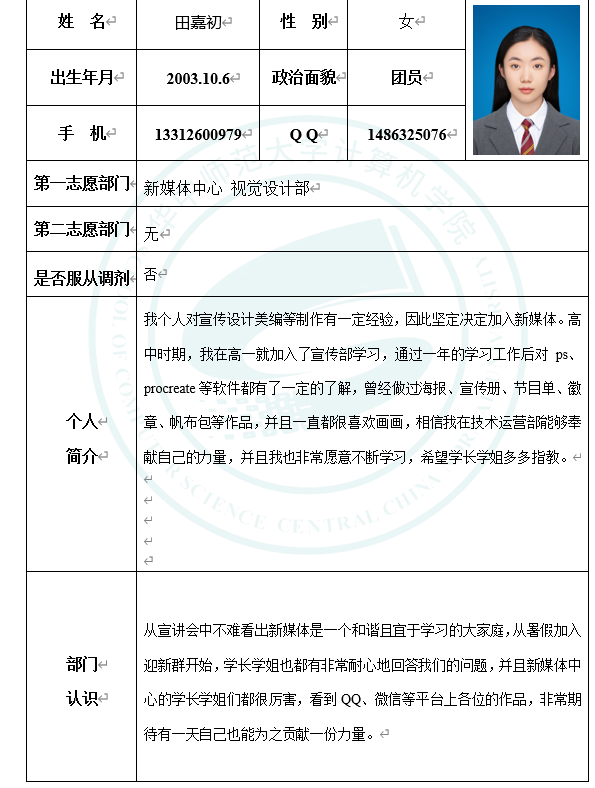 姓 名 田嘉初 性 别 女
出生年月 2003.10.6 政治面貌 团员
手 机 13312600979 Q Q 1486325076
第一志愿部门 新媒体中心 视觉设计部
第二志愿部门 无
是否服从调剂 否
个人
简介
我个人对宣传设计美编等制作有一定经验，因此坚定决定加入新媒体。高
中时期，我在高一就加入了宣传部学习，通过一年的学习工作后对 ps、
procreate 等软件都有了一定的了解，曾经做过海报、宣传册、节目单、徽
章、帆布包等作品，并且一直都很喜欢画画，相信我在技术运营部能够奉
献自己的力量，并且我也非常愿意不断学习，希望学长学姐多多指教。
部门
认识
从宣讲会中不难看出新媒体是一个和谐且宜于学习的大家庭，从暑假加入
迎新群开始，学长学姐也都有非常耐心地回答我们的问题，并且新媒体中
心的学长学姐们都很厉害，看到 QQ、微信等平台上各位的作品，非常期
待有一天自己也能为之贡献一份力量。